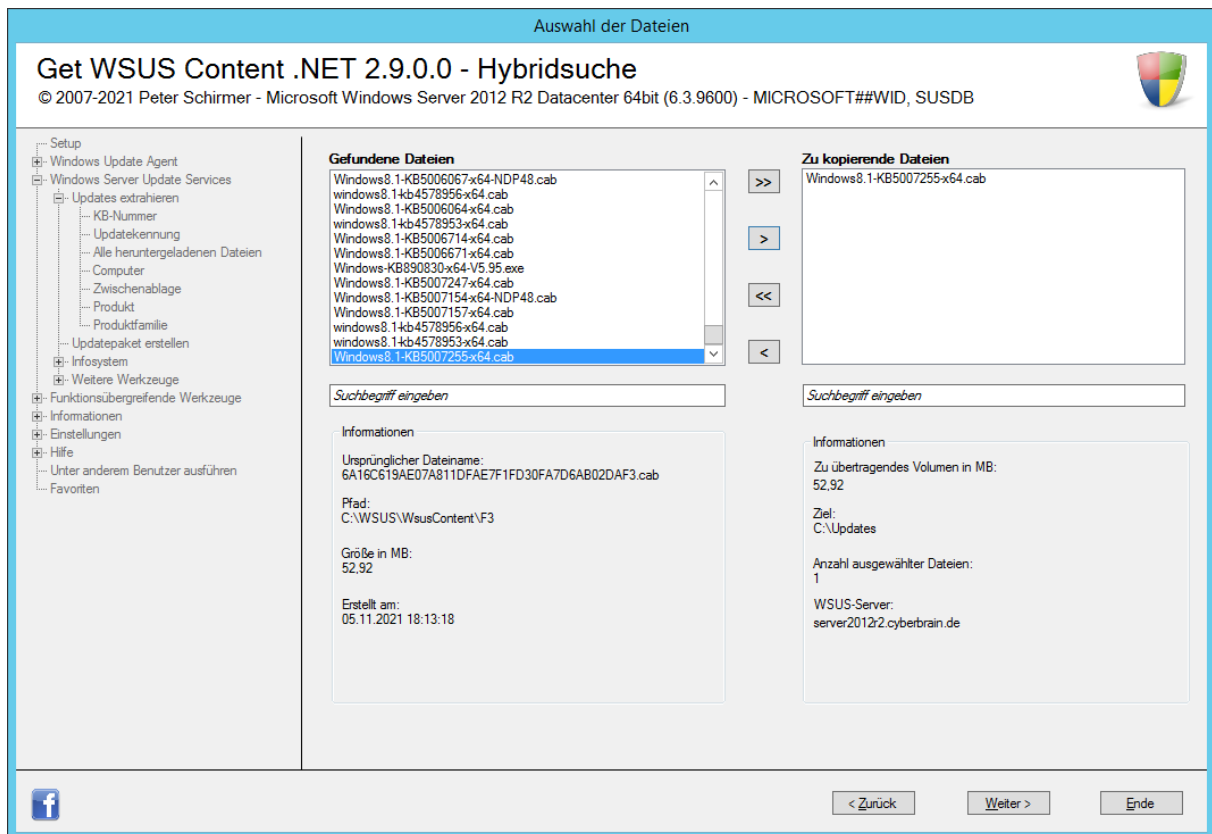 Auswahl der Dateien
Get WSUS Content .NET 2.9.0.0 - Hybridsuche
© 2007-2021 Peter Schirmer - Microsoft Windows Server 2012 R2 Datacenter 64bit (6.3.9600) - MICROSOFT##WID, SUSDB
Setup
Windows Update Agent
Windows Server Update Services
Updates extrahieren
KB-Nummer
Updatekennung
Alle heruntergeladenen Dateien
Computer
Zwischenablage
Produkt
Produktfamilie
Updatepaket erstellen
Infosystem
Weitere Werkzeuge
Funktionsübergreifende Werkzeuge
Informationen
Einstellungen
Hilfe
Unter anderem Benutzer ausführen
Favoriten
Gefundene Dateien
Windows8.1-KB5006067-x64-NDP48.cab
windows8.1-kb4578956-x64.cab
Windows8.1-KB5006064-x64.cab
windows8.1-kb4578953-x64.cab
Windows8.1-KB5006714-x64.cab
Windows8.1-KB5006671-x64.cab
Windows-KB890830-x64-V5.95.exe
Windows8.1-KB5007247-x64.cab
Windows8.1-KB5007154-x64-NDP48.cab
Windows8.1-KB5007157-x64.cab
windows8.1-kb4578956-x64.cab
windows8.1-kb4578953-x64.cab
Windows8.1-KB5007255-x64.cab
Suchbegriff eingeben
Informationen
Ursprünglicher Dateiname:
6A16C619AE07A811DFAE7F1FD30FA7D6AB02DAF3.cab
Pfad:
C:\WSUS\WsusContent\F3
Größe in MB:
52,92
Erstellt am:
05.11.2021 18:13:18
>>
>
<<
<
Zu kopierende Dateien
Windows8.1-KB5007255-x64.cab
Suchbegriff eingeben
Informationen
Zu übertragendes Volumen in MB:
52,92
Ziel:
C:\Updates
Anzahl ausgewählter Dateien:
1
WSUS-Server:
server2012r2.cyberbrain.de
f
< Zurück
Weiter >
Ende